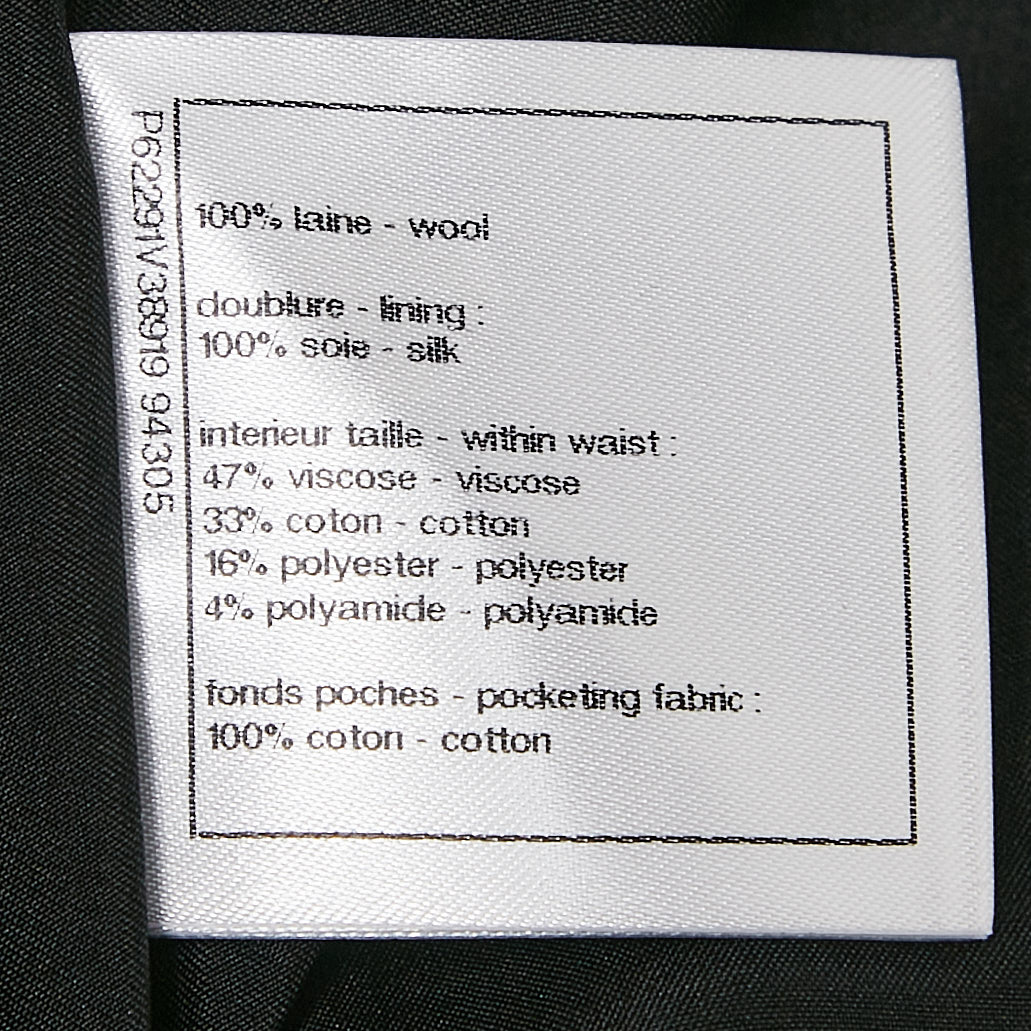 P62291V38919 94305
100% laine - wool
doublure - lining :
100% soie - silk
interieur taille - within waist :
47% viscose - viscose
33% coton - cotton
16% polyester - polyester
4% polyamide - polyamide
fonds poches - pocketing fabric :
100% coton - cotton